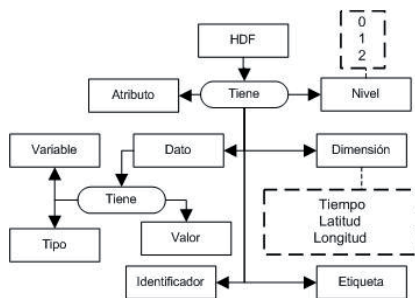 0
1
2
HDF
Atributo
Tiene
Nivel
Variable
Dato
Dimensión
Tiene
Tiempo
Latitud
Longitud
Tipo
Valor
Identificador
Etiqueta